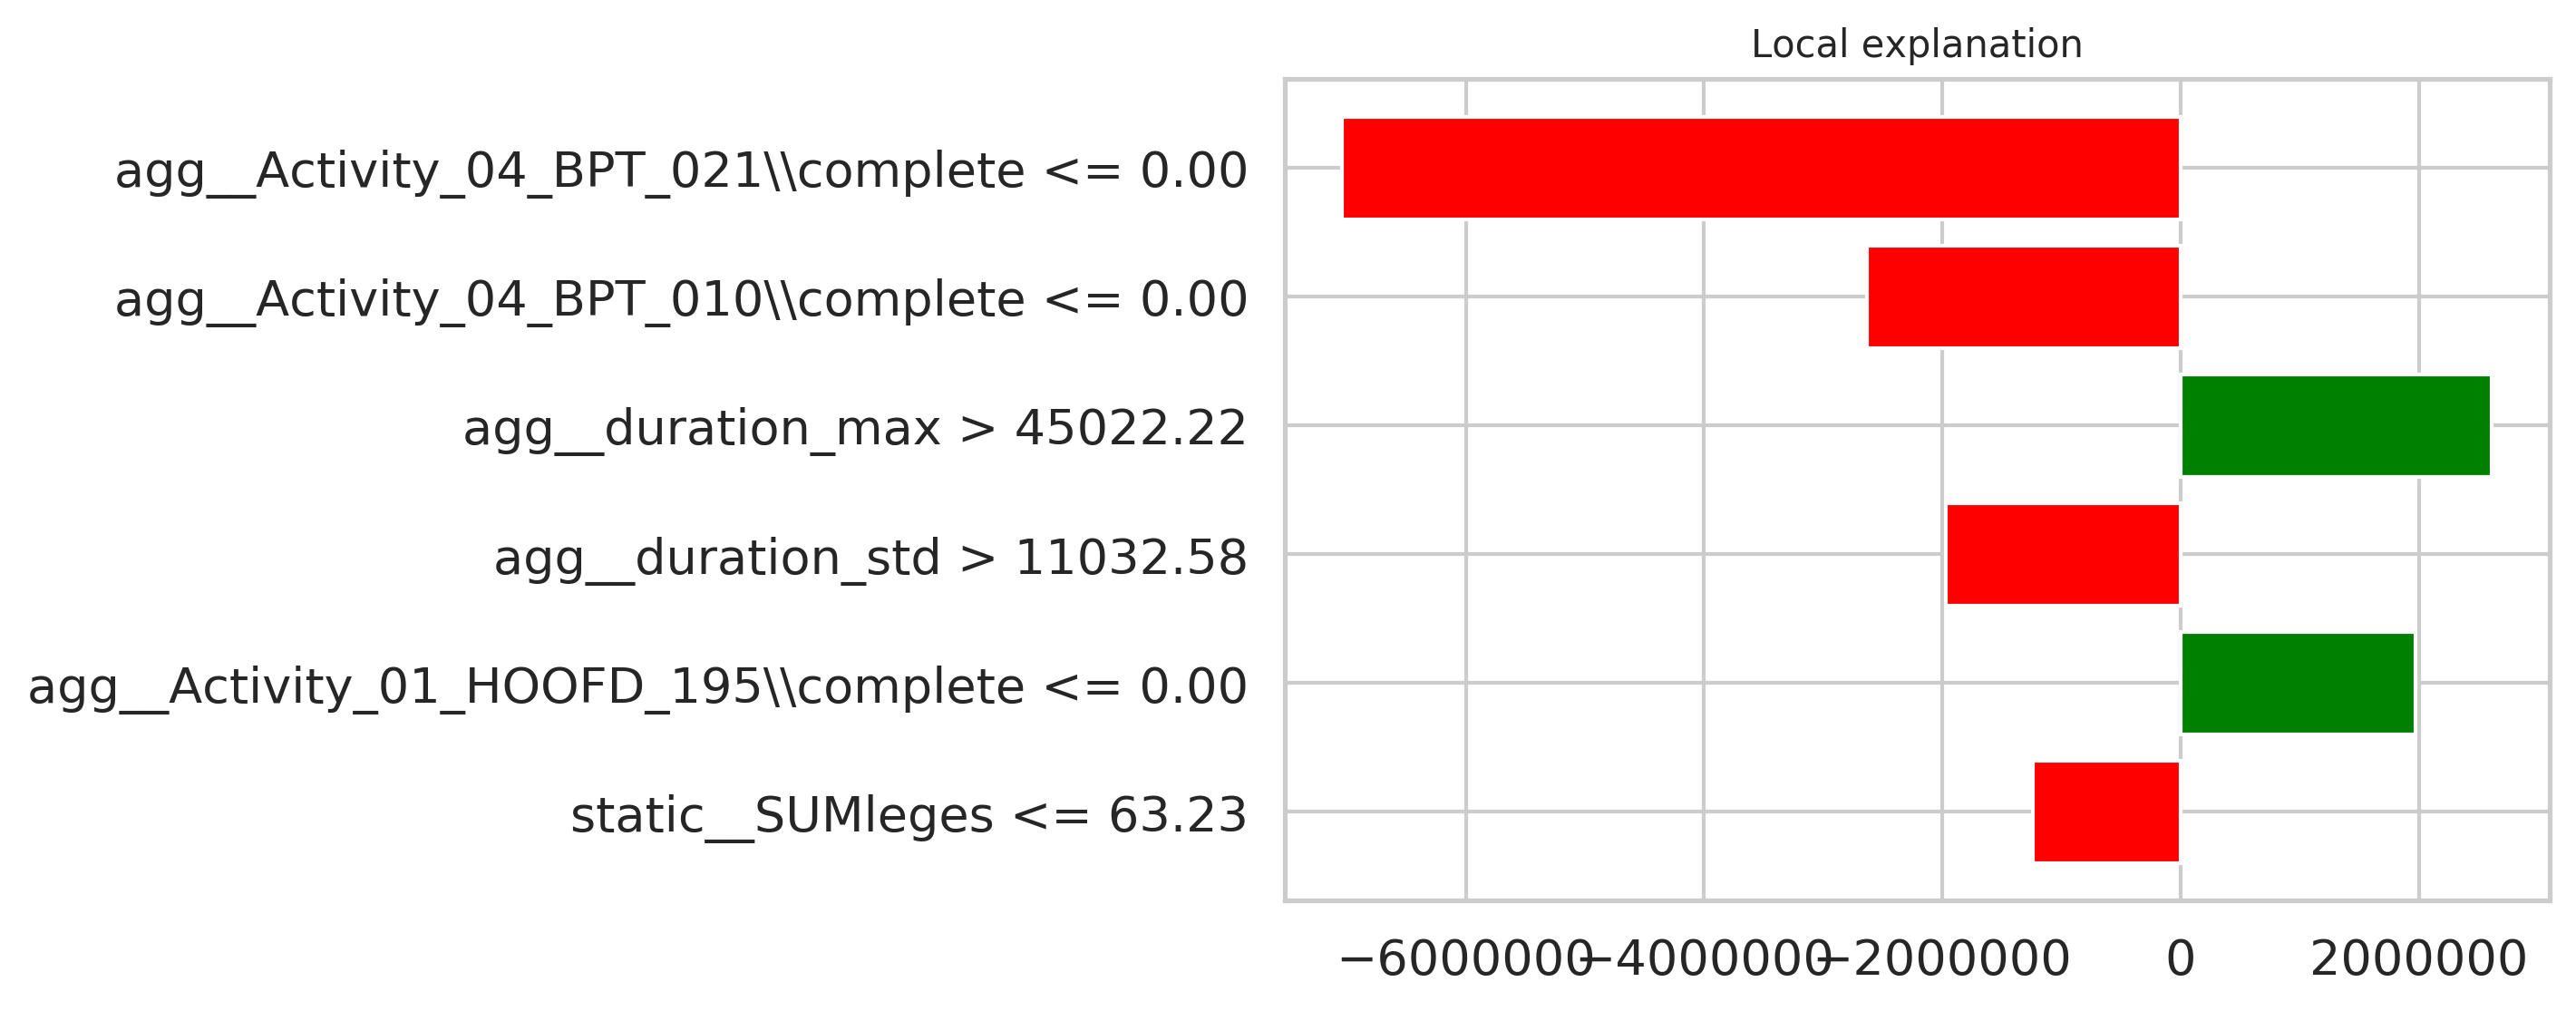 Local explanation
agg__Activity_04_BPT_021\\complete <= 0.00
agg__Activity_04_BPT_010\\complete <= 0.00
agg__duration_max > 45022.22
agg__duration_std > 11032.58
agg__Activity_01_HOOFD_195\\complete <= 0.00
static__SUMleges <= 63.23
−6000000 −4000000 −2000000 0 2000000